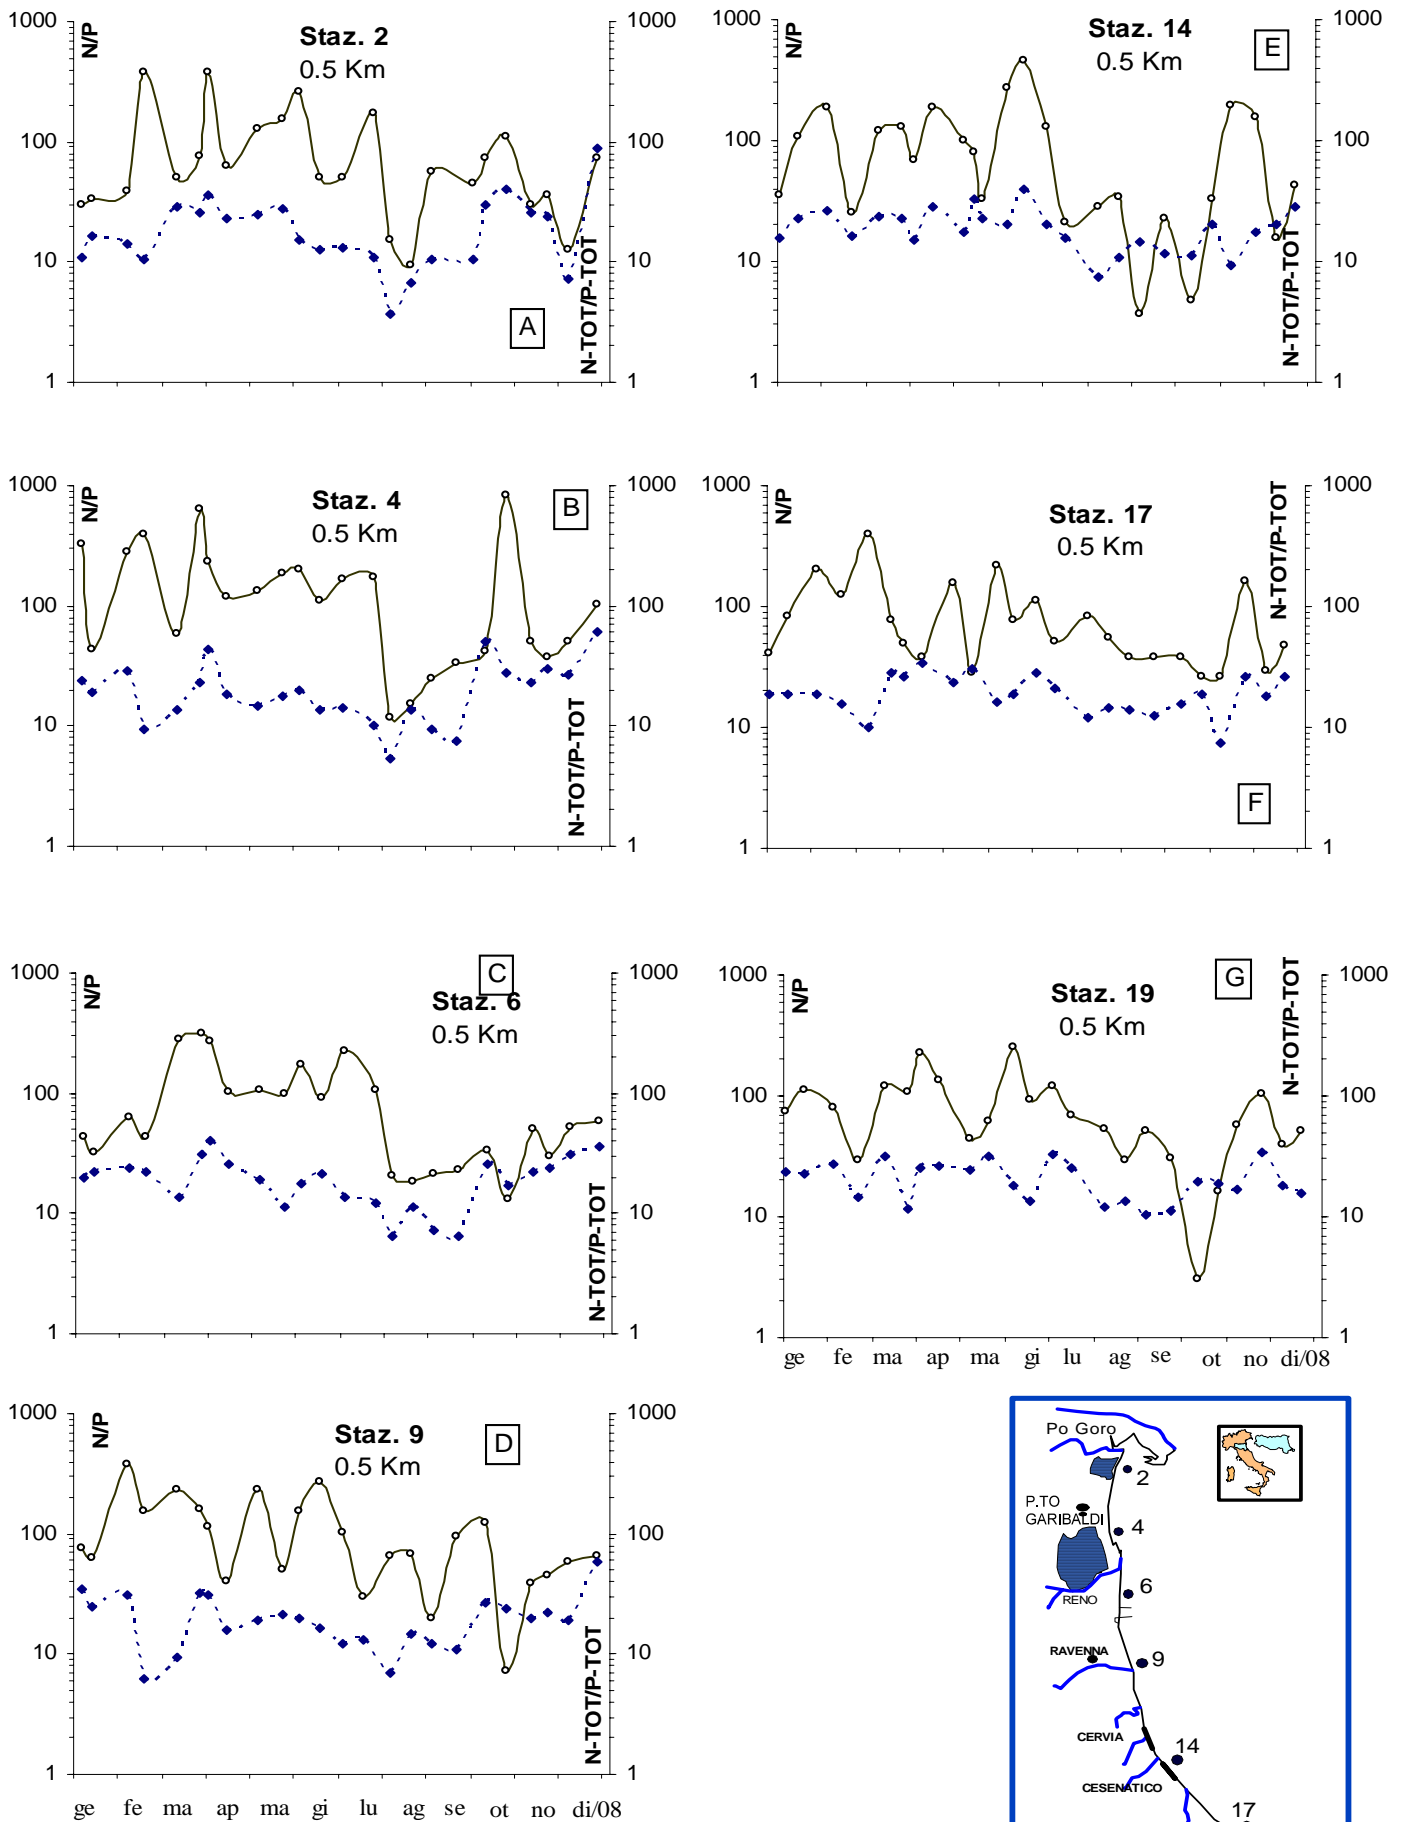 1000
100
10
1
N/P
Staz. 2
0.5 Km
A
N-TOT/P-TOT
1000
100
10
1
1000
100
10
1
N/P
Staz. 14
0.5 Km
E
N-TOT/P-TOT
1000
100
10
1
1000
100
10
1
N/P
Staz. 4
0.5 Km
B
N-TOT/P-TOT
1000
100
10
1
1000
100
10
1
N/P
Staz. 17
0.5 Km
F
N-TOT/P-TOT
1000
100
10
1
1000
100
10
1
N/P
C
Staz. 6
0.5 Km
N-TOT/P-TOT
1000
100
10
1
1000
100
10
1
N/P
Staz. 19
0.5 Km
G
N-TOT/P-TOT
1000
100
10
1
ge fe ma ap ma gi lu ag se ot no di/08
1000
100
10
1
N/P
Staz. 9
0.5 Km
D
N-TOT/P-TOT
1000
100
10
1
ge fe ma ap ma gi lu ag se ot no di/08
Po Goro
2
P.TO
GARIBALDI
4
6
RENO
RAVENNA
9
CERVIA
14
CESENATICO
17